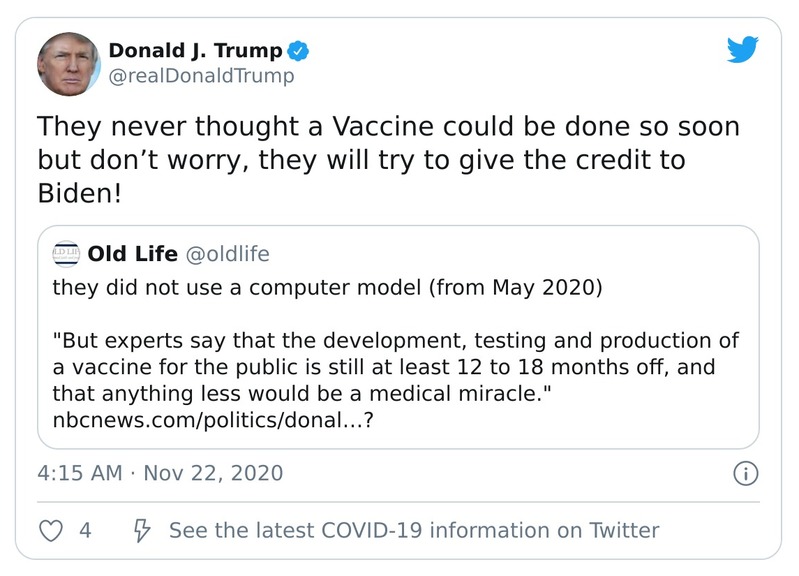 Donald J. Trump
@realDonaldTrump
They never thought a Vaccine could be done so soon
but don’t worry, they will try to give the credit to
Biden!
Old Life @oldlife
they did not use a computer model (from May 2020)
"But experts say that the development, testing and production of
a vaccine for the public is still at least 12 to 18 months off, and
that anything less would be a medical miracle."
nbcnews.com/politics/donal...?
4:15 AM · Nov 22, 2020
4 See the latest COVID-19 information on Twitter